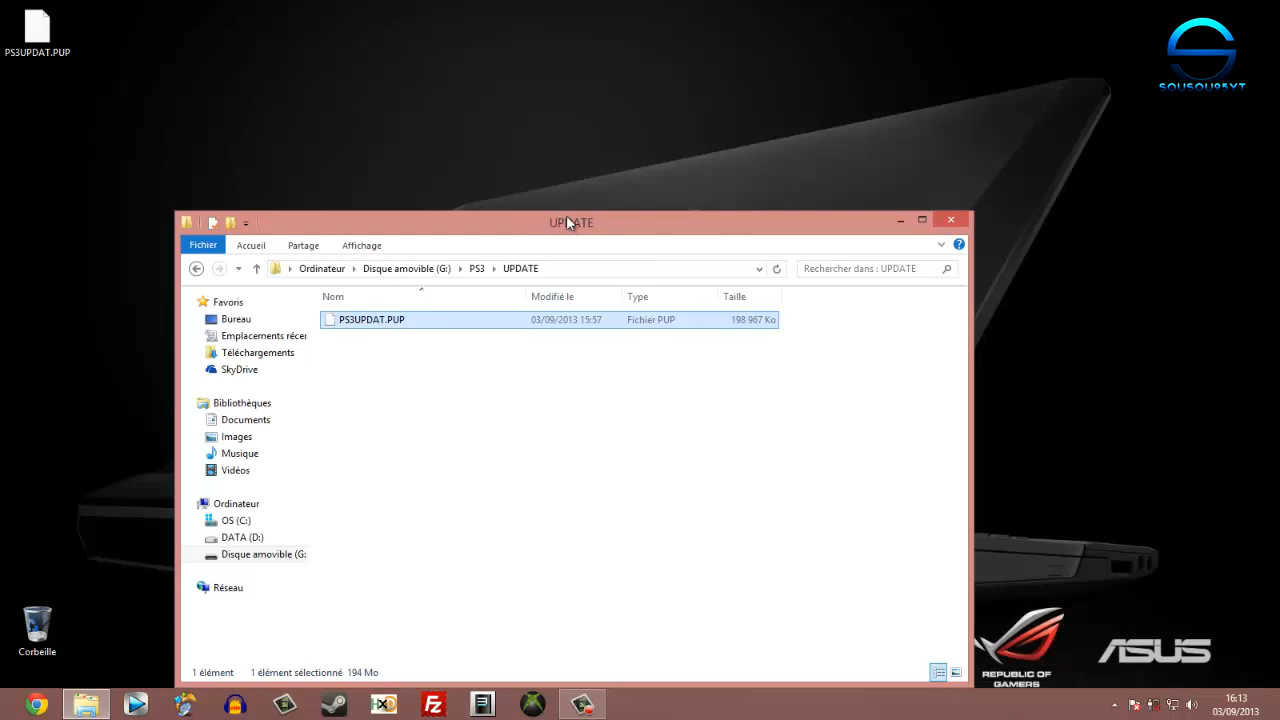 PS3UPDAT.PUP
SOUSOU95YT
UPDATE
Fichier Accueil Partage Affichage
Ordinateur Disque amovible (G:) PS3 UPDATE Rechercher dans : UPDATE
Nom Modifié le Type Taille
PS3UPDAT.PUP 03/09/2013 15:57 Fichier PUP 198 967 Ko
Favoris
Bureau
Emplacements récer
Téléchargements
SkyDrive
Bibliothèques
Documents
Images
Musique
Vidéos
Ordinateur
OS (C:)
DATA (D:)
Disque amovible (G:
Réseau
1 élément 1 élément sélectionné 194 Mo
Corbeille
REPUBLIC OF
GAMERS
ASUS
16:13
03/09/2013